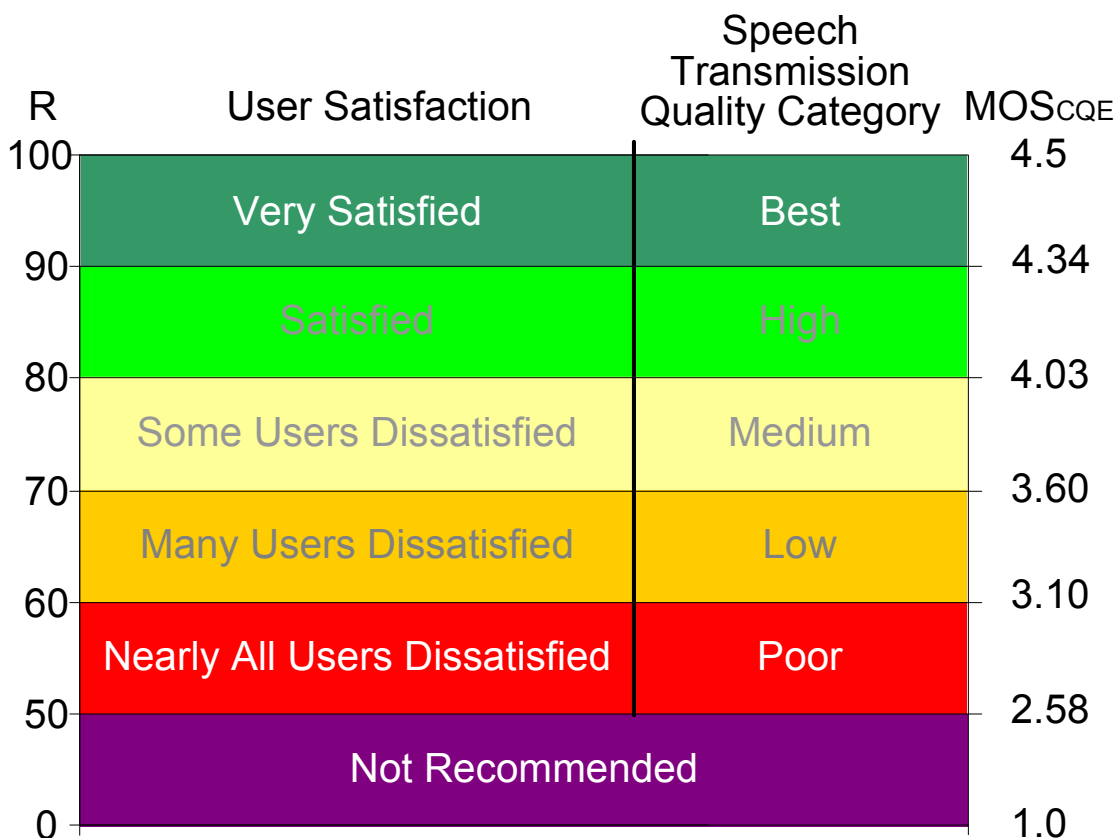 Speech
Transmission
R User Satisfaction Quality Category MOSCQE
100 4.5
Very Satisfied Best
90 4.34
Satisfied High
80 4.03
Some Users Dissatisfied Medium
70 3.60
Many Users Dissatisfied Low
60 3.10
Nearly All Users Dissatisfied Poor
50 2.58
Not Recommended
0 1.0